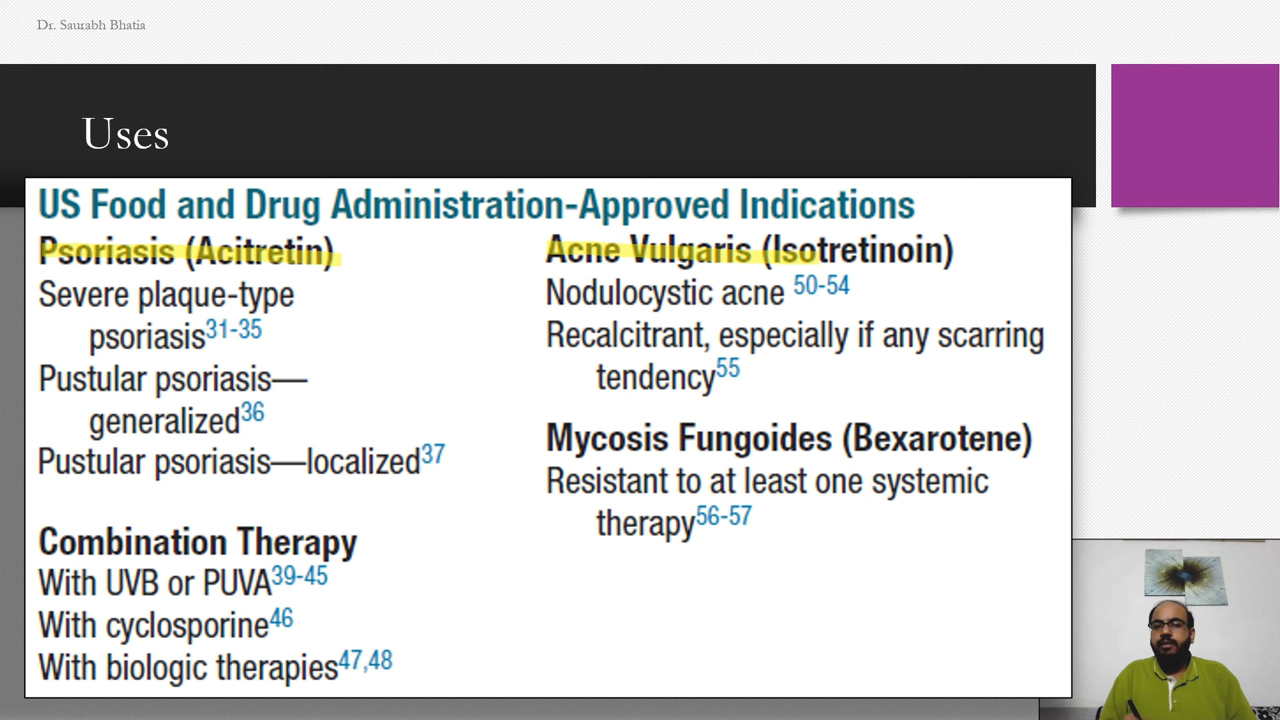 Dr. Saurabh Bhatia
Uses
US Food and Drug Administration-Approved Indications
Psoriasis (Acitretin)
Severe plaque-type
psoriasis31-35
Pustular psoriasis—
generalized36
Pustular psoriasis—localized37
Combination Therapy
With UVB or PUVA39-45
With cyclosporine46
With biologic therapies47,48
Acne Vulgaris (Isotretinoin)
Nodulocystic acne 50-54
Recalcitrant, especially if any scarring
tendency55
Mycosis Fungoides (Bexarotene)
Resistant to at least one systemic
therapy56-57